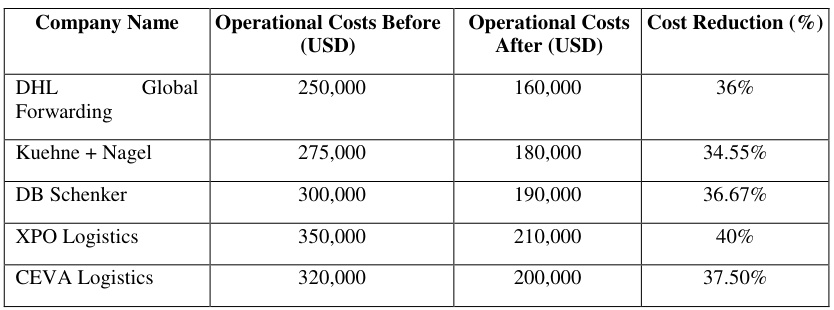 Company Name Operational Costs Before (USD) Operational Costs After (USD) Cost Reduction (%)
DHL Global Forwarding 250,000 160,000 36%
Kuehne + Nagel 275,000 180,000 34.55%
DB Schenker 300,000 190,000 36.67%
XPO Logistics 350,000 210,000 40%
CEVA Logistics 320,000 200,000 37.50%